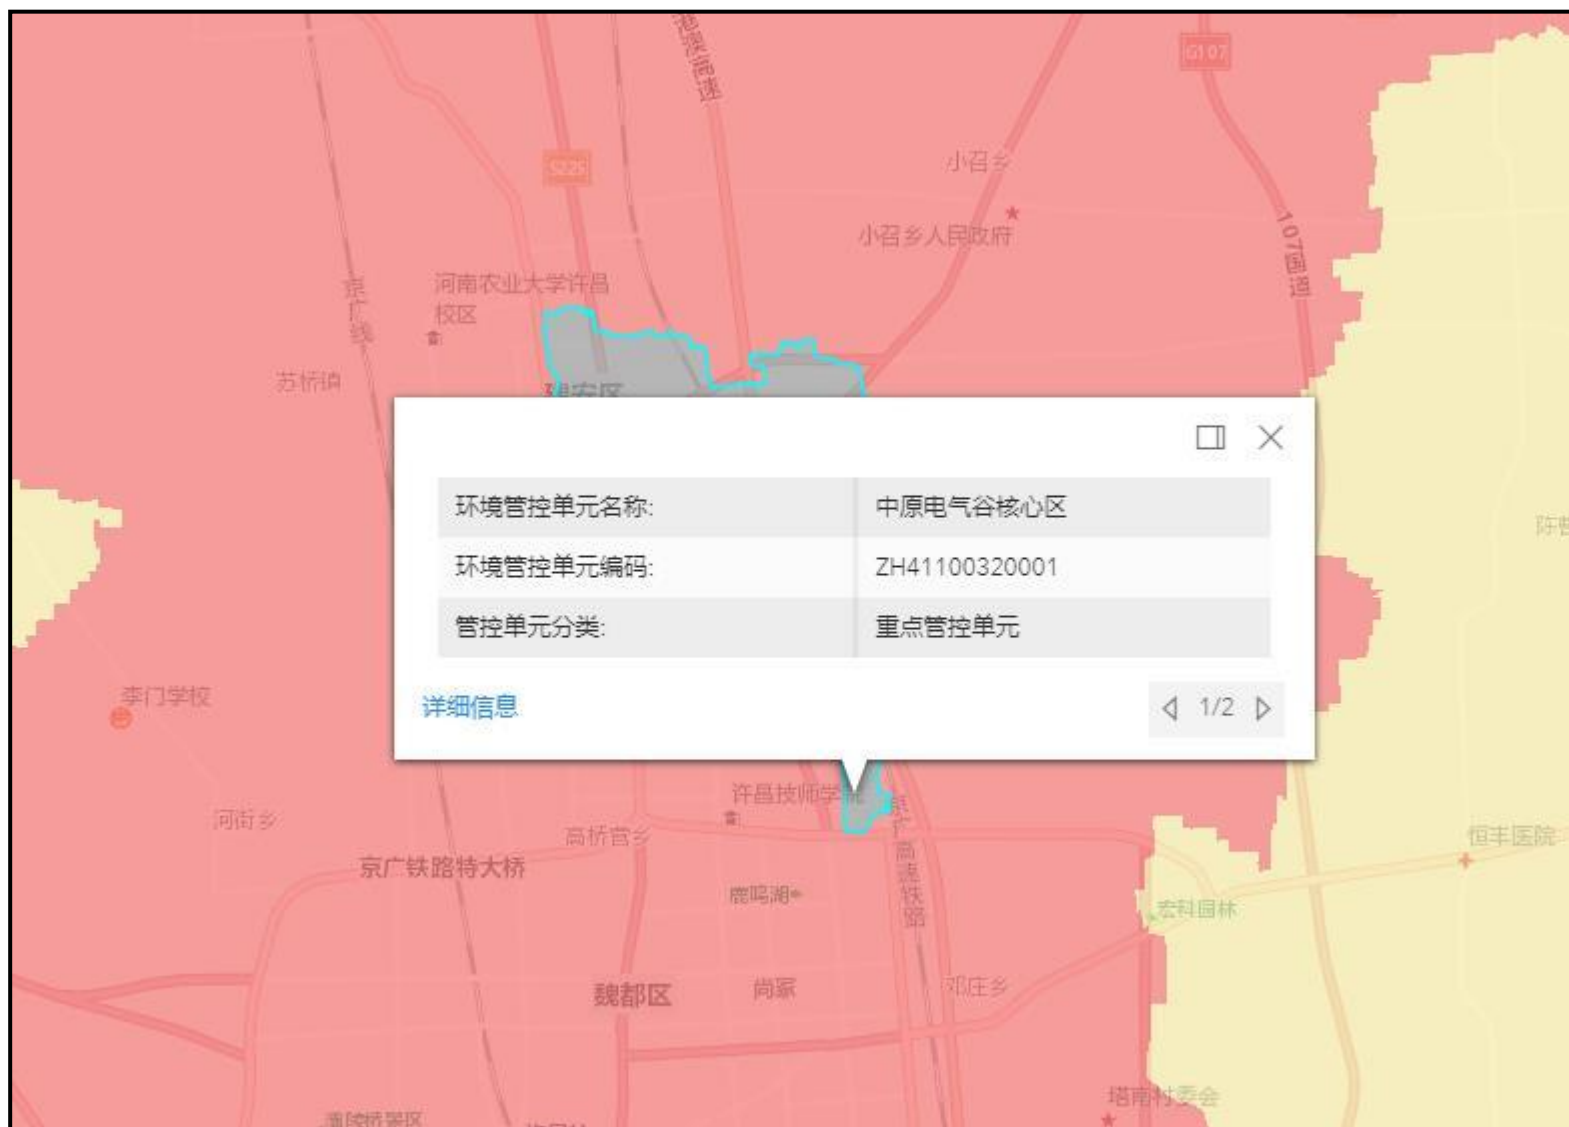 港澳高速
G107
S225
小召乡
小召乡人民政府
107国道
京广线
河南农业大学许昌
校区
苏桥镇
建安区
环境管控单元名称: 中原电气谷核心区
环境管控单元编码: ZH41100320001
管控单元分类: 重点管控单元
详细信息
1/2
李门学校
许昌技师学院
京广高速铁路
河街乡
高桥营乡
恒丰医院
京广铁路特大桥
鹿鸣湖
宏科园林
魏都区
尚冢
邓庄乡
塔南村委会